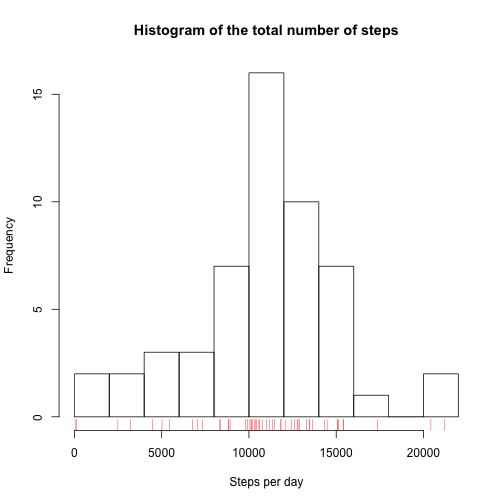 Histogram of the total number of steps
Frequency
15
10
5
0
0 5000 10000 15000 20000
Steps per day